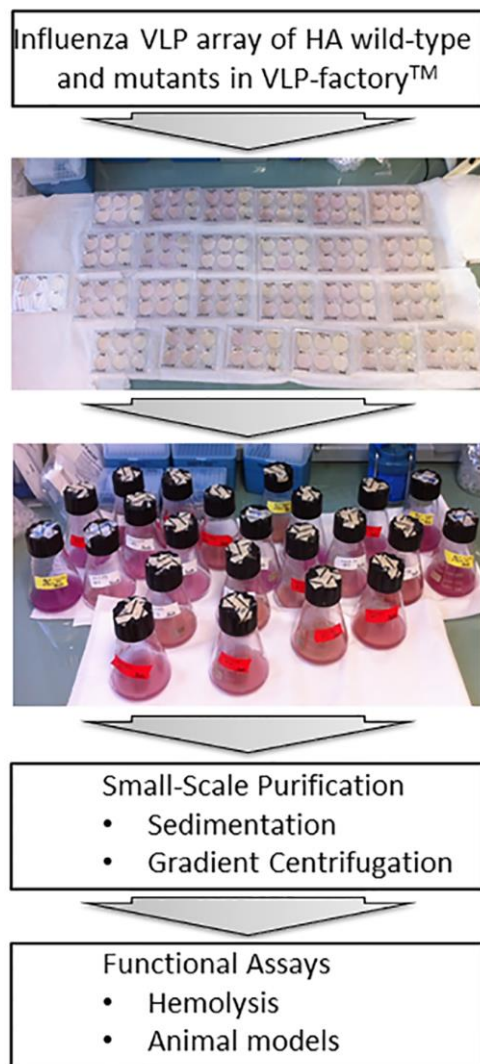 Influenza VLP array of HA wild-type
and mutants in VLP-factory™
Small-Scale Purification
• Sedimentation
• Gradient Centrifugation
Functional Assays
• Hemolysis
• Animal models